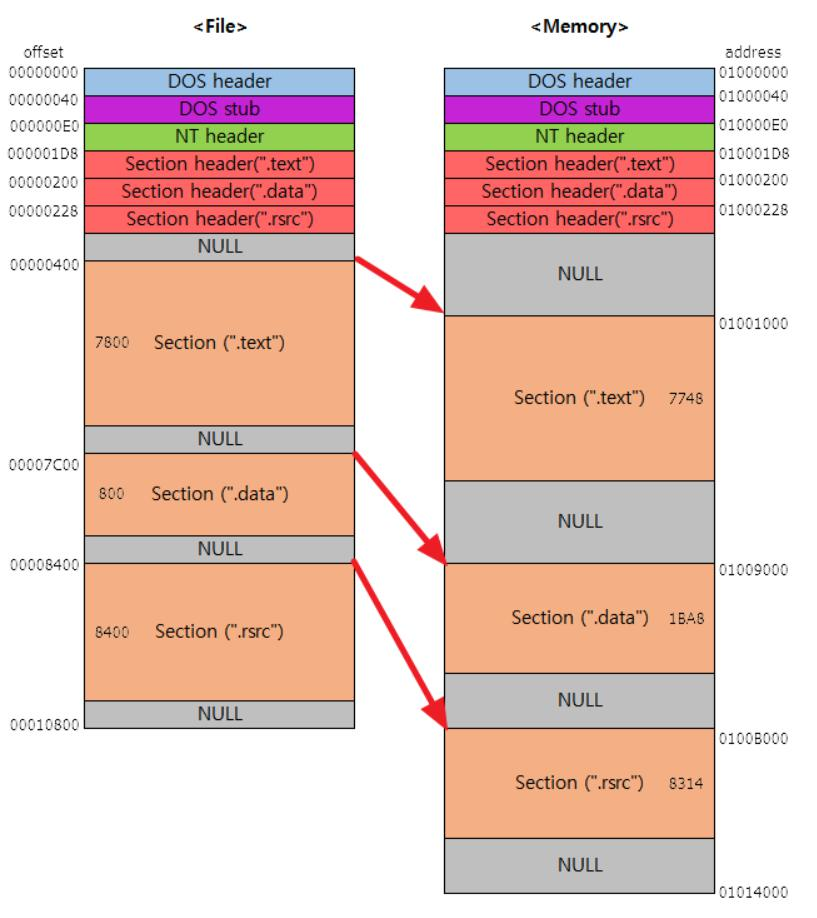 <File>
offset
00000000
DOS header
00000040
DOS stub
000000E0
NT header
000001D8
Section header(".text")
00000200
Section header(".data")
00000228
Section header(".rsrc")
NULL
00000400
7800 Section (".text")
NULL
00007C00
800 Section (".data")
NULL
00008400
8400 Section (".rsrc")
NULL
00010800
<Memory>
address
DOS header
01000000
DOS stub
01000040
NT header
010000E0
Section header(".text")
010001D8
Section header(".data")
01000200
Section header(".rsrc")
01000228
NULL
01001000
Section (".text") 7748
NULL
01009000
Section (".data") 1BA8
NULL
0100B000
Section (".rsrc") 8314
NULL
01014000